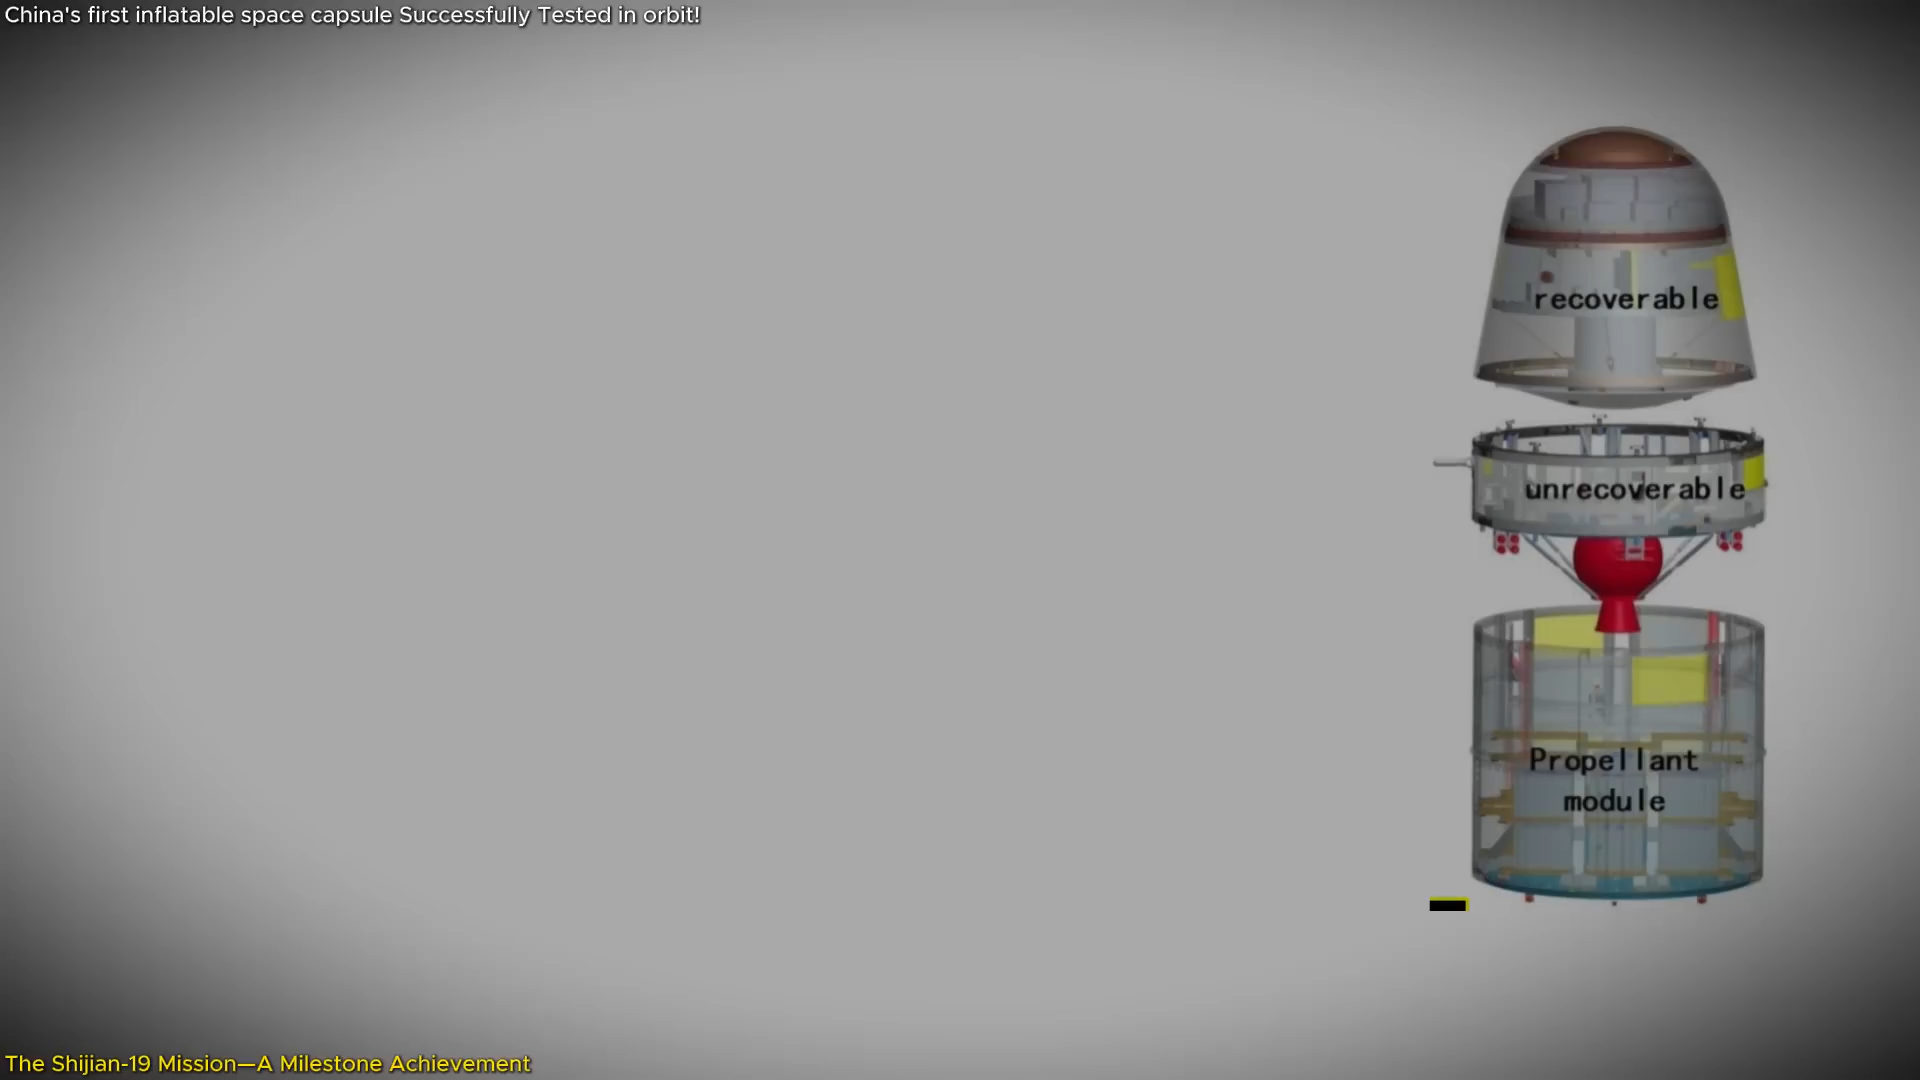 China's first inflatable space capsule Successfully Tested in orbit!
recoverable
unrecoverable
Propellant
module
The Shijian-19 Mission—A Milestone Achievement